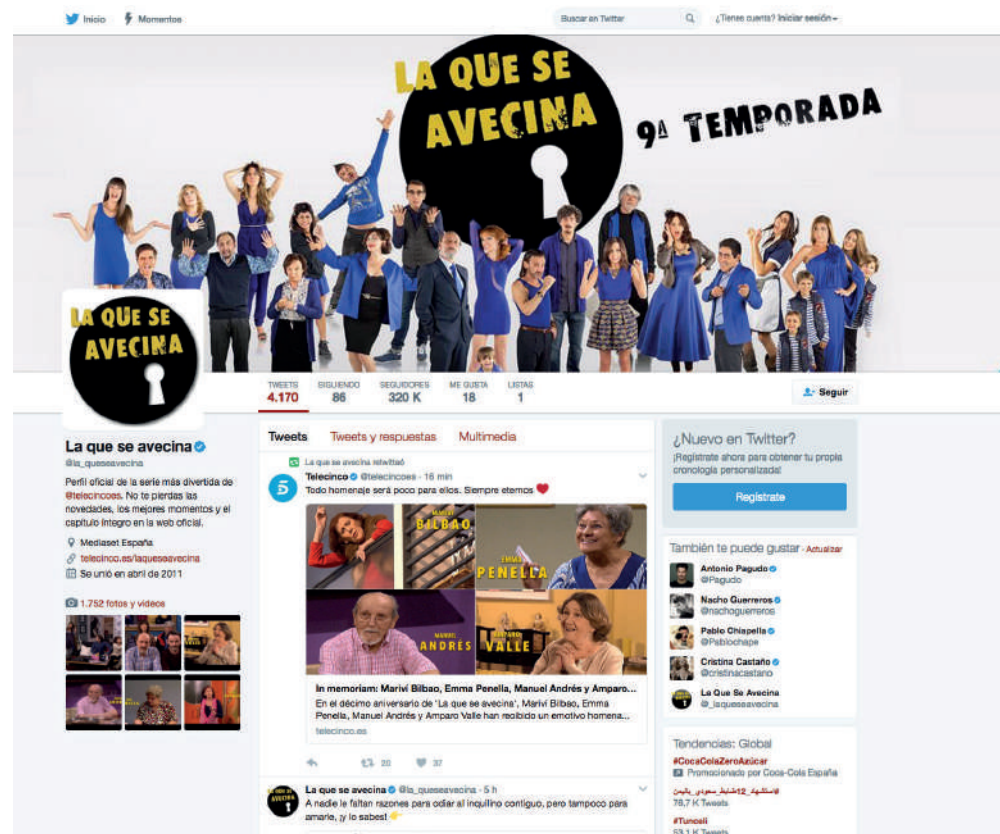 Inicio
Momentos
Buscar en Twitter
¿Tienes cuenta? Iniciar sesión
LA QUE SE
AVECINA
9ª TEMPORADA
LA QUE SE
AVECINA
TWEETS
4.170
SIGUIENDO
86
SEGUIDORES
320 K
ME GUSTA
18
LISTAS
1
Seguir
La que se avecina
@la_queseavecina
Perfil oficial de la serie más divertida de
@telecincoes. No te pierdas las
novedades, los mejores momentos y el
capítulo íntegro en la web oficial.
Mediaset España
telecinco.es/laqueseavecina
Se unió en abril de 2011
1.752 fotos y vídeos
Tweets
Tweets y respuestas
Multimedia
La que se avecina retwitteó
Telecinco @telecincoes · 16 min
Todo homenaje será poco para ellos. Siempre eternos
MARIVI
BILBAO
EMMA
PENELLA
MANUEL
ANDRÉS
AMPARO
VALLE
In memoriam: Mariví Bilbao, Emma Penella, Manuel Andrés y Amparo...
En el décimo aniversario de 'La que se avecina', Mariví Bilbao, Emma
Penella, Manuel Andrés y Amparo Valle han recibido un emotivo homena...
telecinco.es
20
37
La que se avecina @la_queseavecina · 5 h
A nadie le faltan razones para odiar al inquilino contiguo, pero tampoco para
amarle, ¡y lo sabes!
¿Nuevo en Twitter?
¡Regístrate ahora para obtener tu propia
cronología personalizada!
Regístrate
También te puede gustar · Actualizar
Antonio Pagudo
@Pagudo
Nacho Guerreros
@nachoguerreros
Pablo Chiapella
@Pablochape
Cristina Castaño
@cristinacastano
La Que Se Avecina
@_laqueseavecina
Tendencias: Global
#CocaColaZeroAzúcar
Promocionado por Coca-Cola España
76,7 K Tweets
#Tunceli
53,1 K Tweets